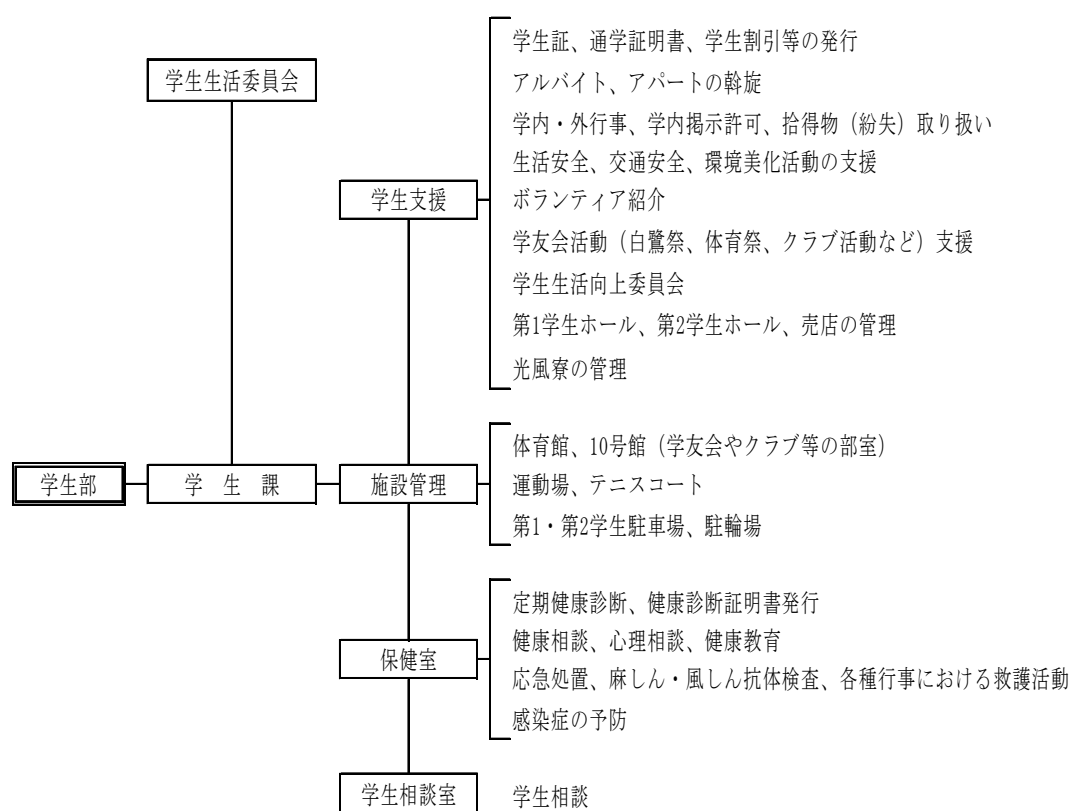 学生生活委員会
学生支援
学生証、通学証明書、学生割引等の発行
アルバイト、アパートの斡旋
学内・外行事、学内掲示許可、拾得物（紛失）取り扱い
生活安全、交通安全、環境美化活動の支援
ボランティア紹介
学友会活動（白鷺祭、体育祭、クラブ活動など）支援
学生生活向上委員会
第1学生ホール、第2学生ホール、売店の管理
光風寮の管理
学生部
学　生　課
施設管理
体育館、10号館（学友会やクラブ等の部室）
運動場、テニスコート
第1・第2学生駐車場、駐輪場
保健室
定期健康診断、健康診断証明書発行
健康相談、心理相談、健康教育
応急処置、麻しん・風しん抗体検査、各種行事における救護活動
感染症の予防
学生相談室
学生相談